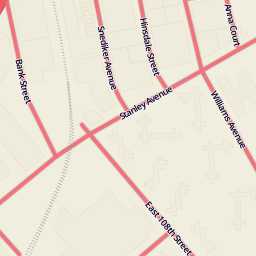 Bank Street
Snediker Avenue
Hinsdale Street
Anna Court
Stanley Avenue
Williams Avenue
East 108th Street